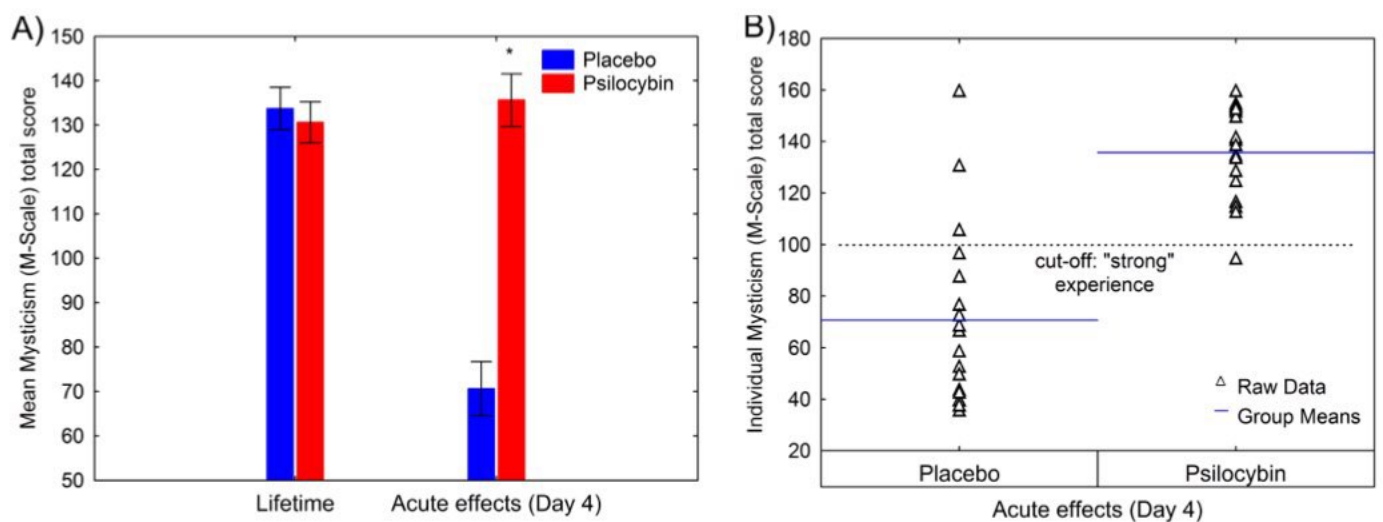 A)
Mean Mysticism (M-Scale) total score
150
140
130
120
110
100
90
80
70
60
50
*
Placebo
Psilocybin
Lifetime
Acute effects (Day 4)
B)
Individual Mysticism (M-Scale) total score
180
160
140
120
100
80
60
40
20
cut-off: "strong"
experience
Raw Data
Group Means
Placebo
Psilocybin
Acute effects (Day 4)